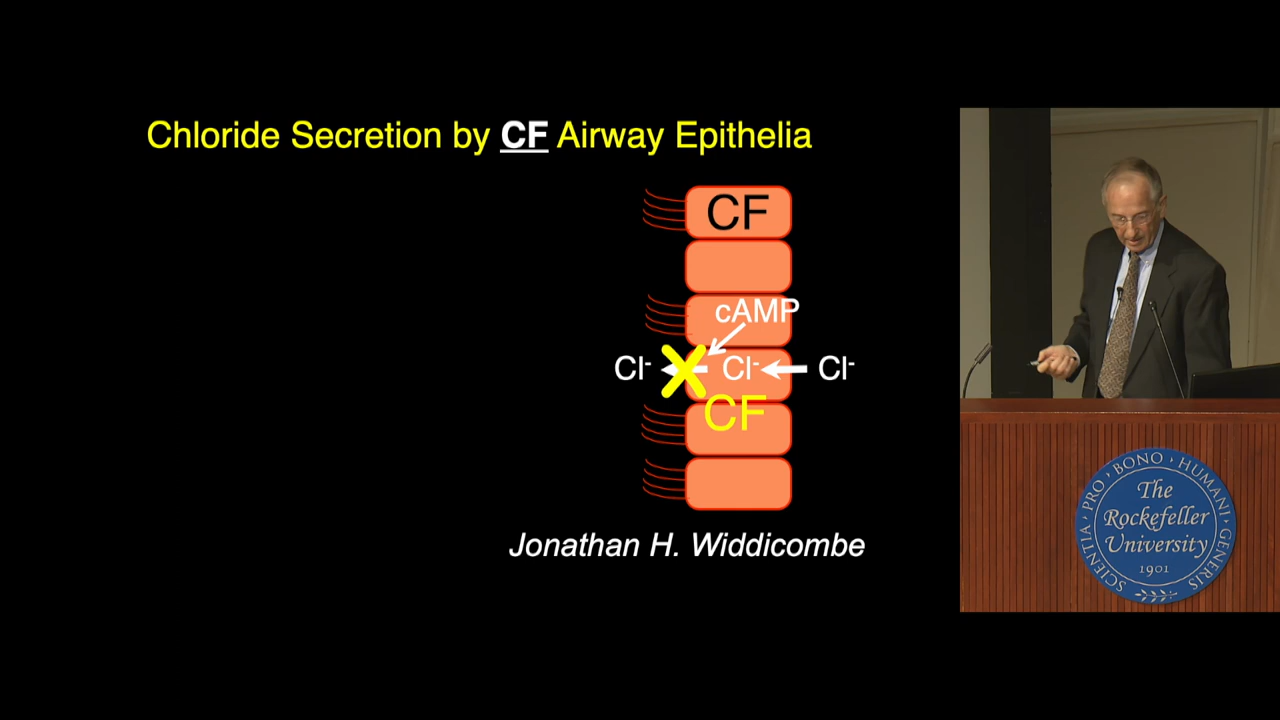 Chloride Secretion by CF Airway Epithelia
CF
cAMP
Cl- Cl- Cl-
CF
Jonathan H. Widdicombe
PRO · BONO · HUMANI · GENERIS · SCIENTIA ·
The
Rockefeller
University
1901